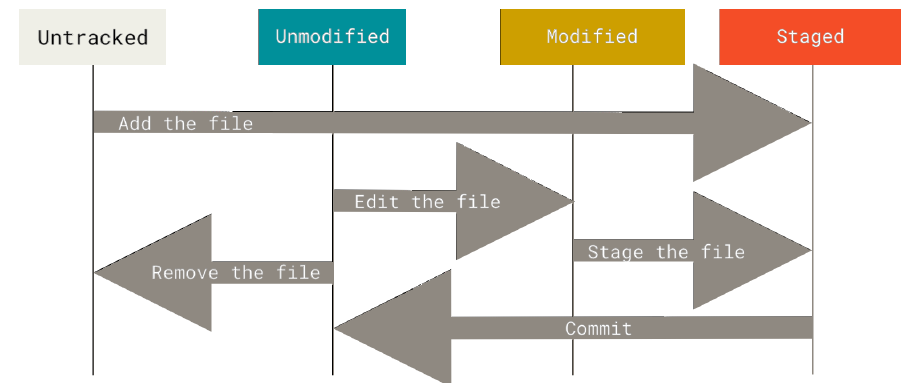 Untracked
Unmodified
Modified
Staged
Add the file
Edit the file
Stage the file
Remove the file
Commit